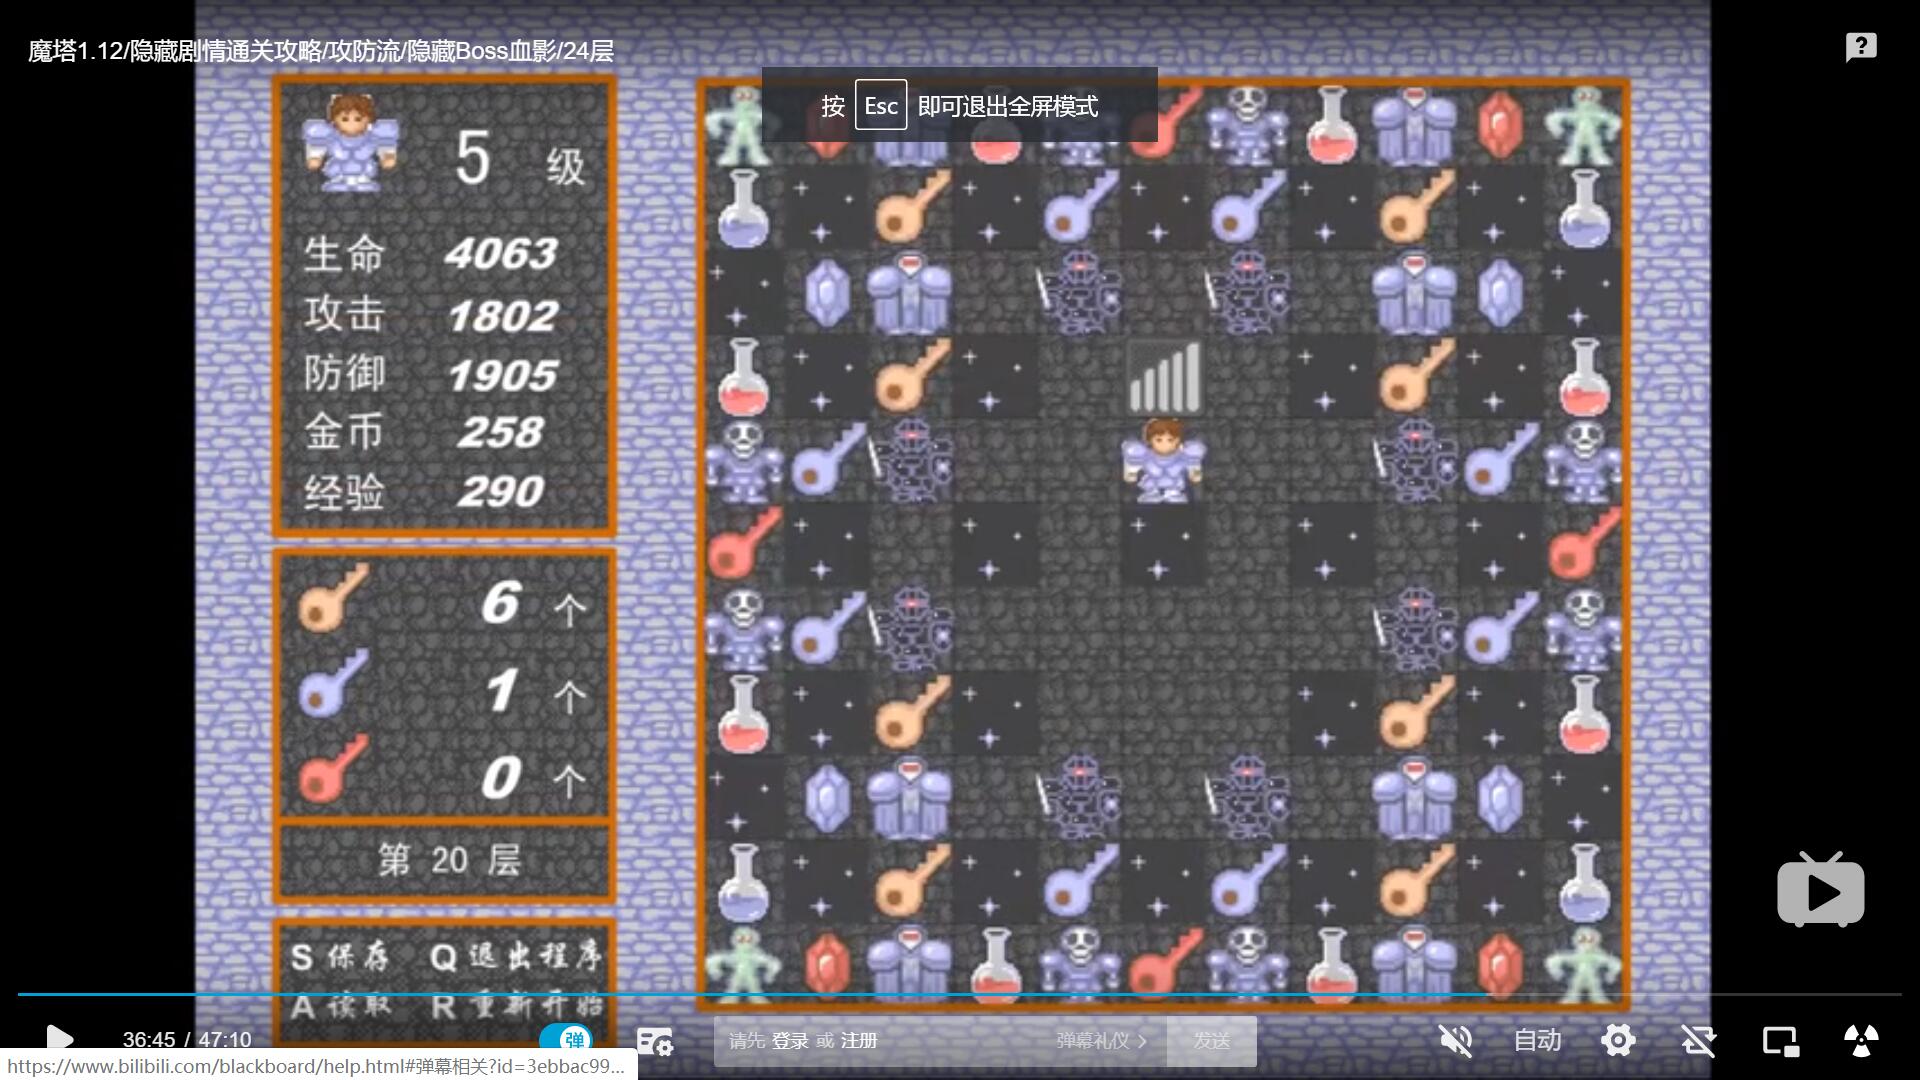 魔塔1.12/隐藏剧情通关攻略/攻防流/隐藏Boss血影/24层
按 Esc 即可退出全屏模式
5 级
生命 4063
攻击 1802
防御 1905
金币 258
经验 290
6 个
1 个
0 个
第 20 层
S 保存 Q 退出程序
A 读取 R 重新开始
36:45 / 47:10
弹
请先 登录 或 注册
弹幕礼仪
发送
自动
https://www.bilibili.com/blackboard/help.html#弹幕相关?id=3ebbac99...